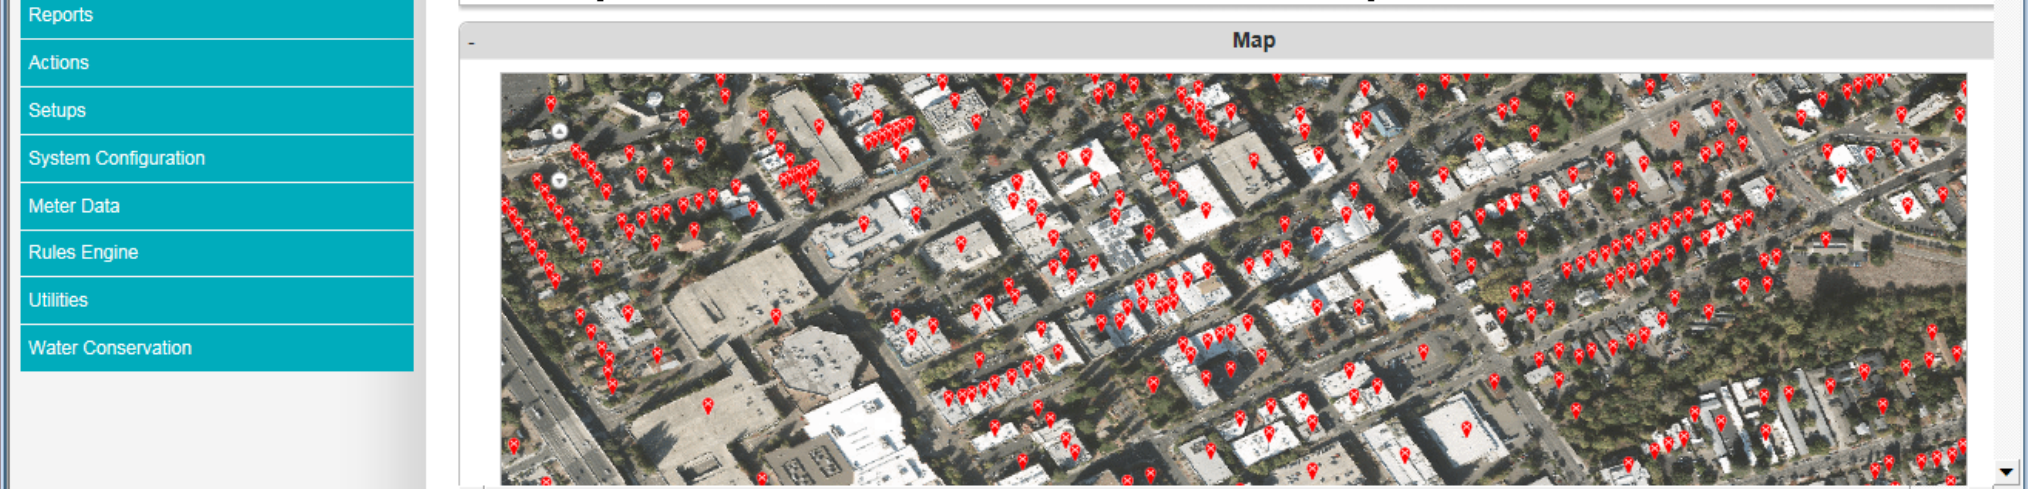 Reports
Actions
Setups
System Configuration
Meter Data
Rules Engine
Utilities
Water Conservation
- Map